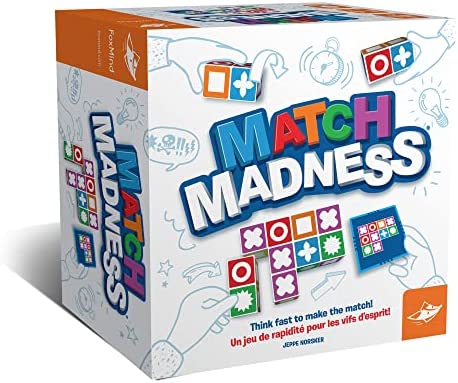 FoxMind
MATCH
MADNESS
MATCH
MADNESS
Think fast to make the match!
Un jeu de rapidité pour les vifs d'esprit!
JEPPE NORSKER